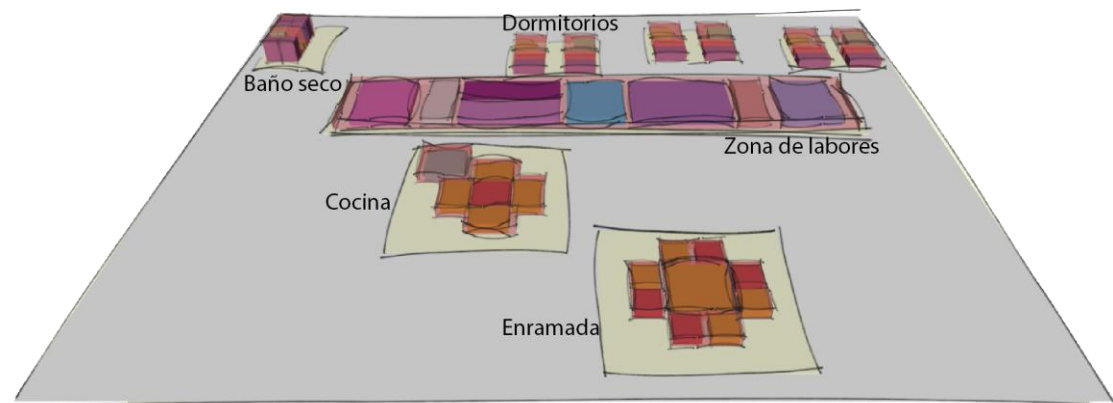 Dormitorios
Baño seco
Zona de labores
Cocina
Enramada